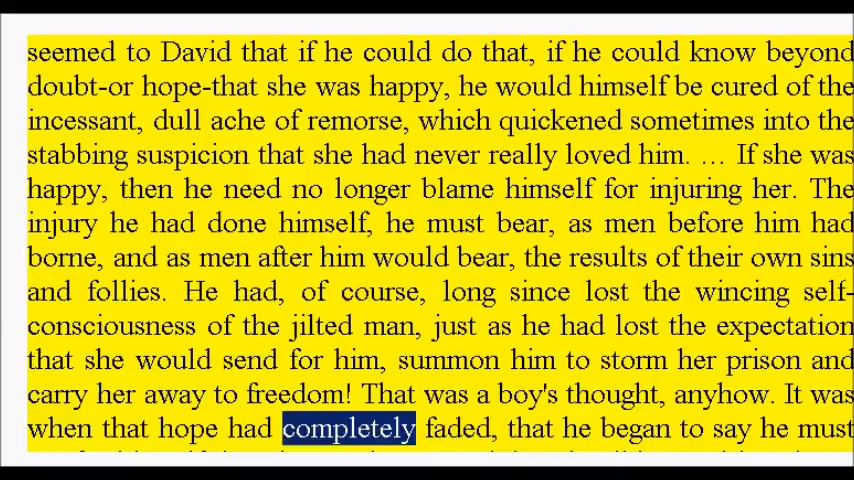 seemed to David that if he could do that, if he could know beyond
doubt-or hope-that she was happy, he would himself be cured of the
incessant, dull ache of remorse, which quickened sometimes into the
stabbing suspicion that she had never really loved him. … If she was
happy, then he need no longer blame himself for injuring her. The
injury he had done himself, he must bear, as men before him had
borne, and as men after him would bear, the results of their own sins
and follies. He had, of course, long since lost the wincing self-
consciousness of the jilted man, just as he had lost the expectation
that she would send for him, summon him to storm her prison and
carry her away to freedom! That was a boy's thought, anyhow. It was
when that hope had completely faded, that he began to say he must